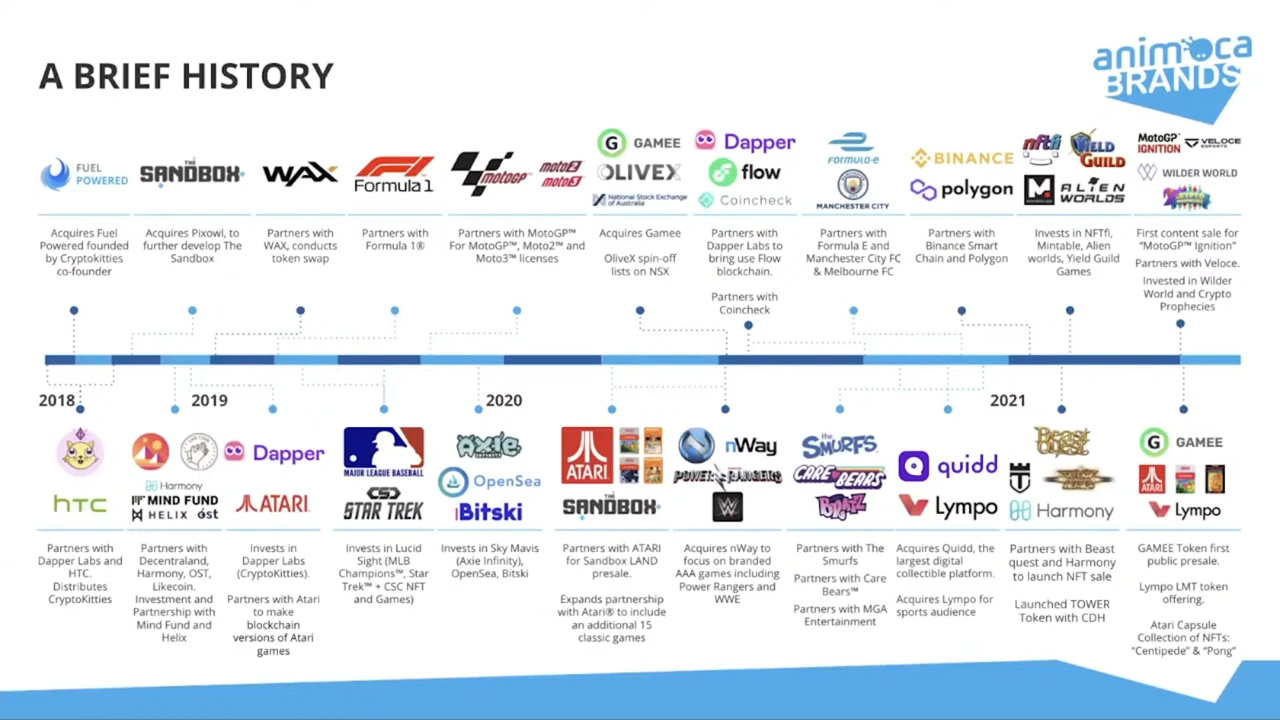 A BRIEF HISTORY
animoca
BRANDS
FUEL
POWERED
THE
SANDBOX
WAX
F1
Formula 1
MotoGP
moto2
moto3
G GAMEE
OLIVEX
National Stock Exchange
of Australia
Dapper
flow
Coincheck
FORMULA-E
MANCHESTER CITY
BINANCE
polygon
nftfi
YIELD
GUILD
M
ALIEN
WORLDS
MotoGP
IGNITION
VELOCE
ESPORTS
WILDER WORLD
Acquires Fuel
Powered founded
by Cryptokitties
co-founder
Acquires Pixowl, to
further develop The
Sandbox
Partners with
WAX, conducts
token swap
Partners with
Formula 1®
Partners with MotoGP™
For MotoGP™, Moto2™ and
Moto3™ licenses
Acquires Gamee
OliveX spin-off
lists on NSX
Partners with
Dapper Labs to
bring use Flow
blockchain.
Partners with
Coincheck
Partners with
Formula E and
Manchester City FC
& Melbourne FC
Partners with
Binance Smart
Chain and Polygon
Invests in NFTfi,
Mintable, Alien
worlds, Yield Guild
Games
First content sale for
“MotoGP™ Ignition”
Partners with Veloce.
Invested in Wilder
World and Crypto
Prophecies
2018
2019
2020
2021
htc
Harmony
MIND FUND
HELIX ost
Dapper
ATARI
MAJOR LEAGUE BASEBALL
CSC
STAR TREK
AXIE
INFINITY
OpenSea
Bitski
ATARI
THE
SANDBOX
nWay
POWER RANGERS
W
the
SMURFS
CARE BEARS
BRATZ
quidd
Lympo
Beast
Quest
Harmony
G GAMEE
ATARI
Lympo
Partners with
Dapper Labs and
HTC.
Distributes
CryptoKitties
Partners with
Decentraland,
Harmony, OST,
Likecoin.
Investment and
Partnership with
Mind Fund and
Helix
Invests in
Dapper Labs
(CryptoKitties).
Partners with Atari
to make
blockchain
versions of Atari
games
Invests in Lucid
Sight (MLB
Champions™, Star
Trek™ + CSC NFT
and Games)
Invests in Sky Mavis
(Axie Infinity),
OpenSea, Bitski
Partners with ATARI
for Sandbox LAND
presale.
Expands partnership
with Atari® to include
an additional 15
classic games
Acquires nWay to
focus on branded
AAA games including
Power Rangers and
WWE
Partners with The
Smurfs
Partners with Care
Bears™
Partners with MGA
Entertainment
Acquires Quidd, the
largest digital
collectible platform.
Acquires Lympo for
sports audience
Partners with Beast
quest and Harmony
to launch NFT sale
Launched TOWER
Token with CDH
GAMEE Token first
public presale.
Lympo LMT token
offering.
Atari Capsule
Collection of NFTs:
“Centipede” & “Pong”